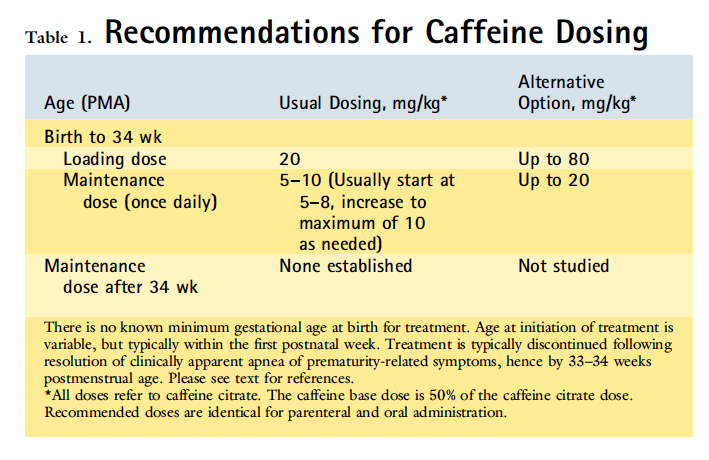 Table 1. Recommendations for Caffeine Dosing
Age (PMA) Usual Dosing, mg/kg* Alternative Option, mg/kg*
Birth to 34 wk
Loading dose 20 Up to 80
Maintenance 5–10 (Usually start at Up to 20
dose (once daily) 5–8, increase to
maximum of 10
as needed)
Maintenance None established Not studied
dose after 34 wk
There is no known minimum gestational age at birth for treatment. Age at initiation of treatment is
variable, but typically within the first postnatal week. Treatment is typically discontinued following
resolution of clinically apparent apnea of prematurity-related symptoms, hence by 33–34 weeks
postmenstrual age. Please see text for references.
*All doses refer to caffeine citrate. The caffeine base dose is 50% of the caffeine citrate dose.
Recommended doses are identical for parenteral and oral administration.